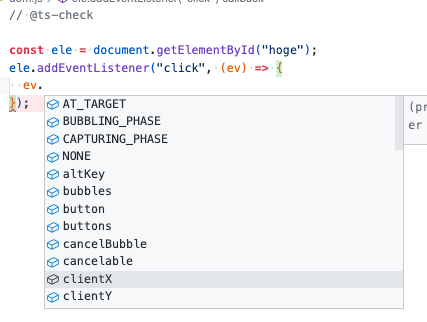 dom.js > ele.addEventListener("click") callback
// @ts-check
const ele = document.getElementById("hoge");
ele.addEventListener("click", (ev) => {
ev.
});
AT_TARGET
BUBBLING_PHASE
CAPTURING_PHASE
NONE
altKey
bubbles
button
buttons
cancelBubble
cancelable
clientX
clientY
(pr
er